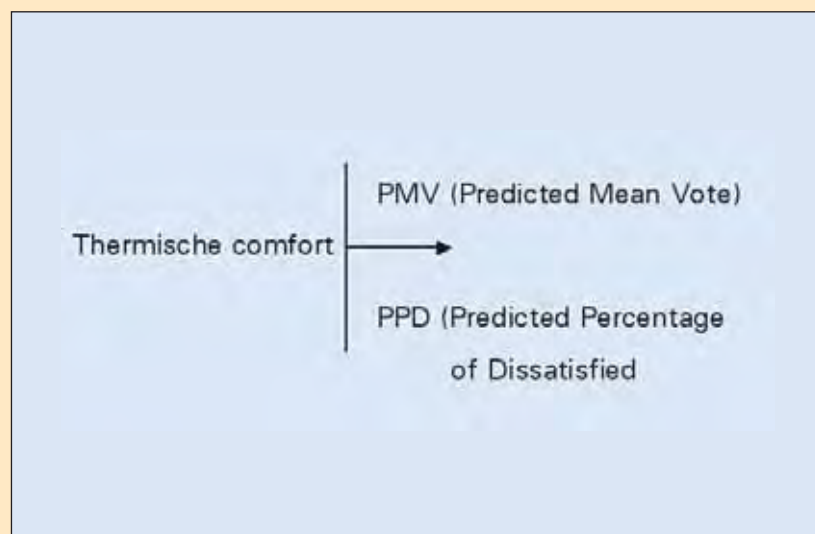 PMV (Predicted Mean Vote)
Thermische comfort
PPD (Predicted Percentage
of Dissatisfied